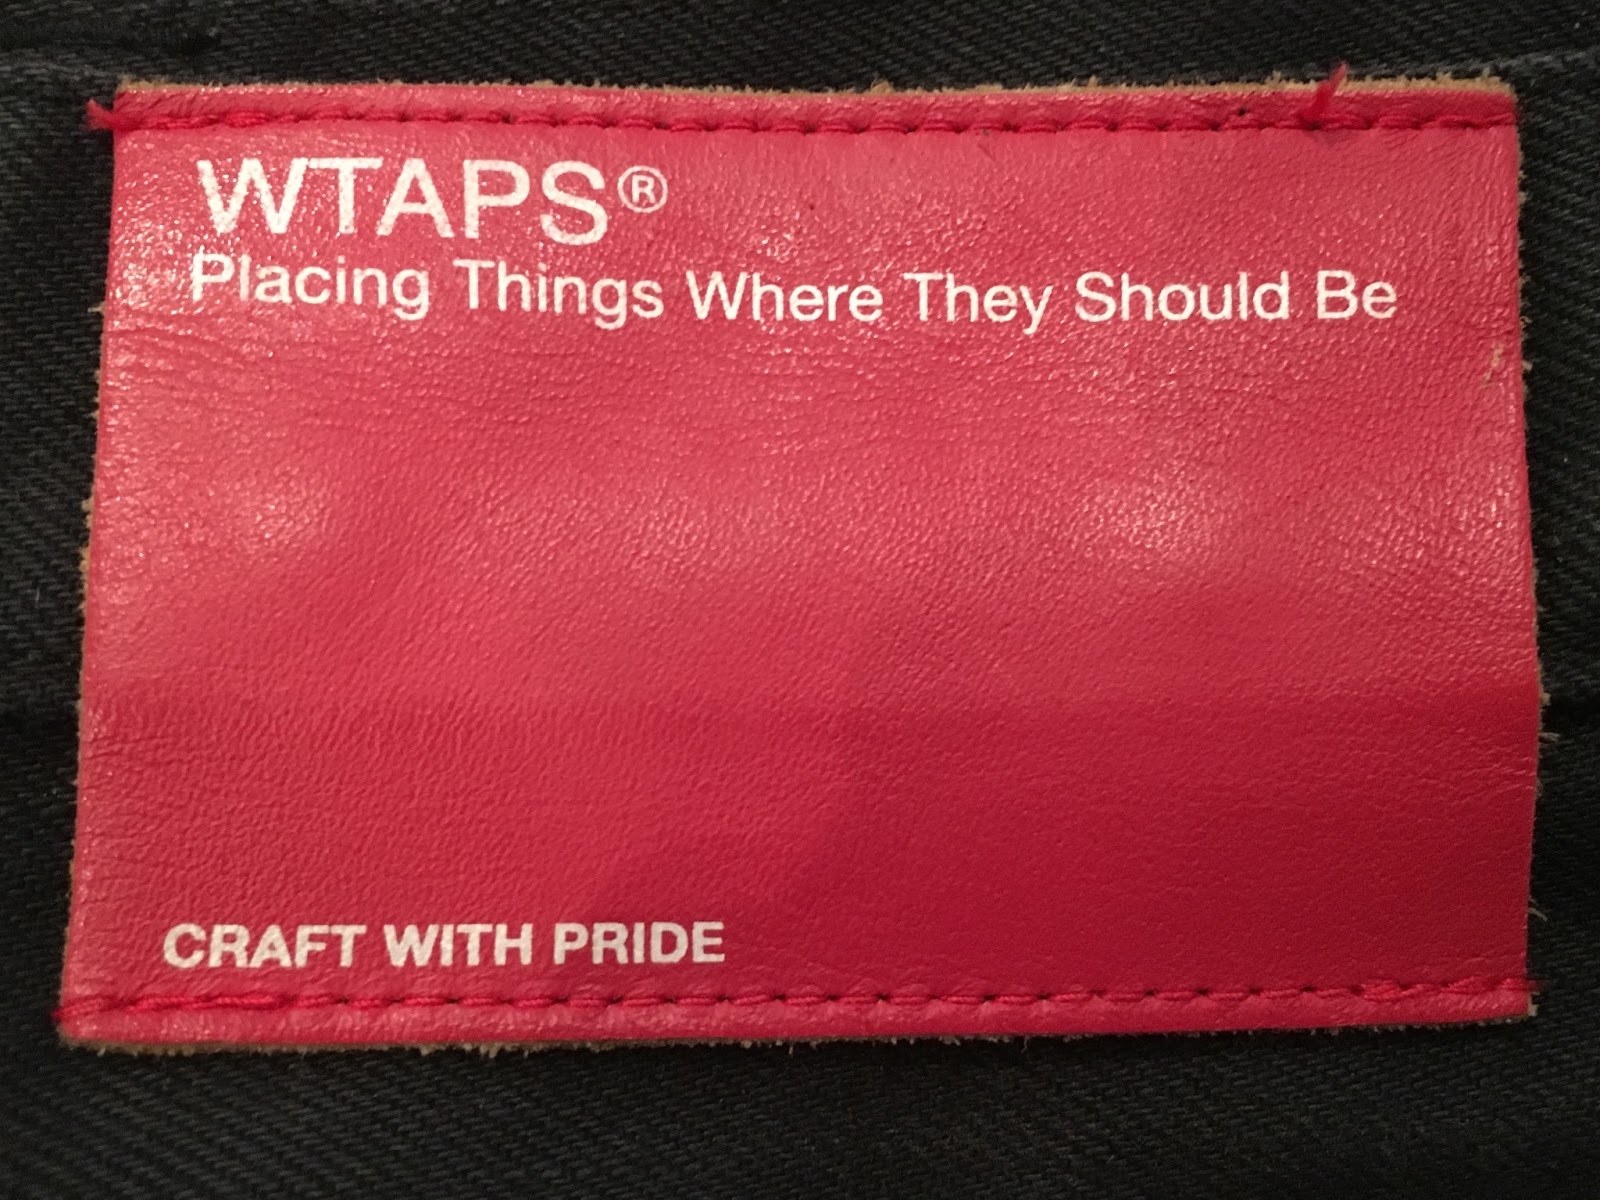 WTAPS®
Placing Things Where They Should Be
CRAFT WITH PRIDE